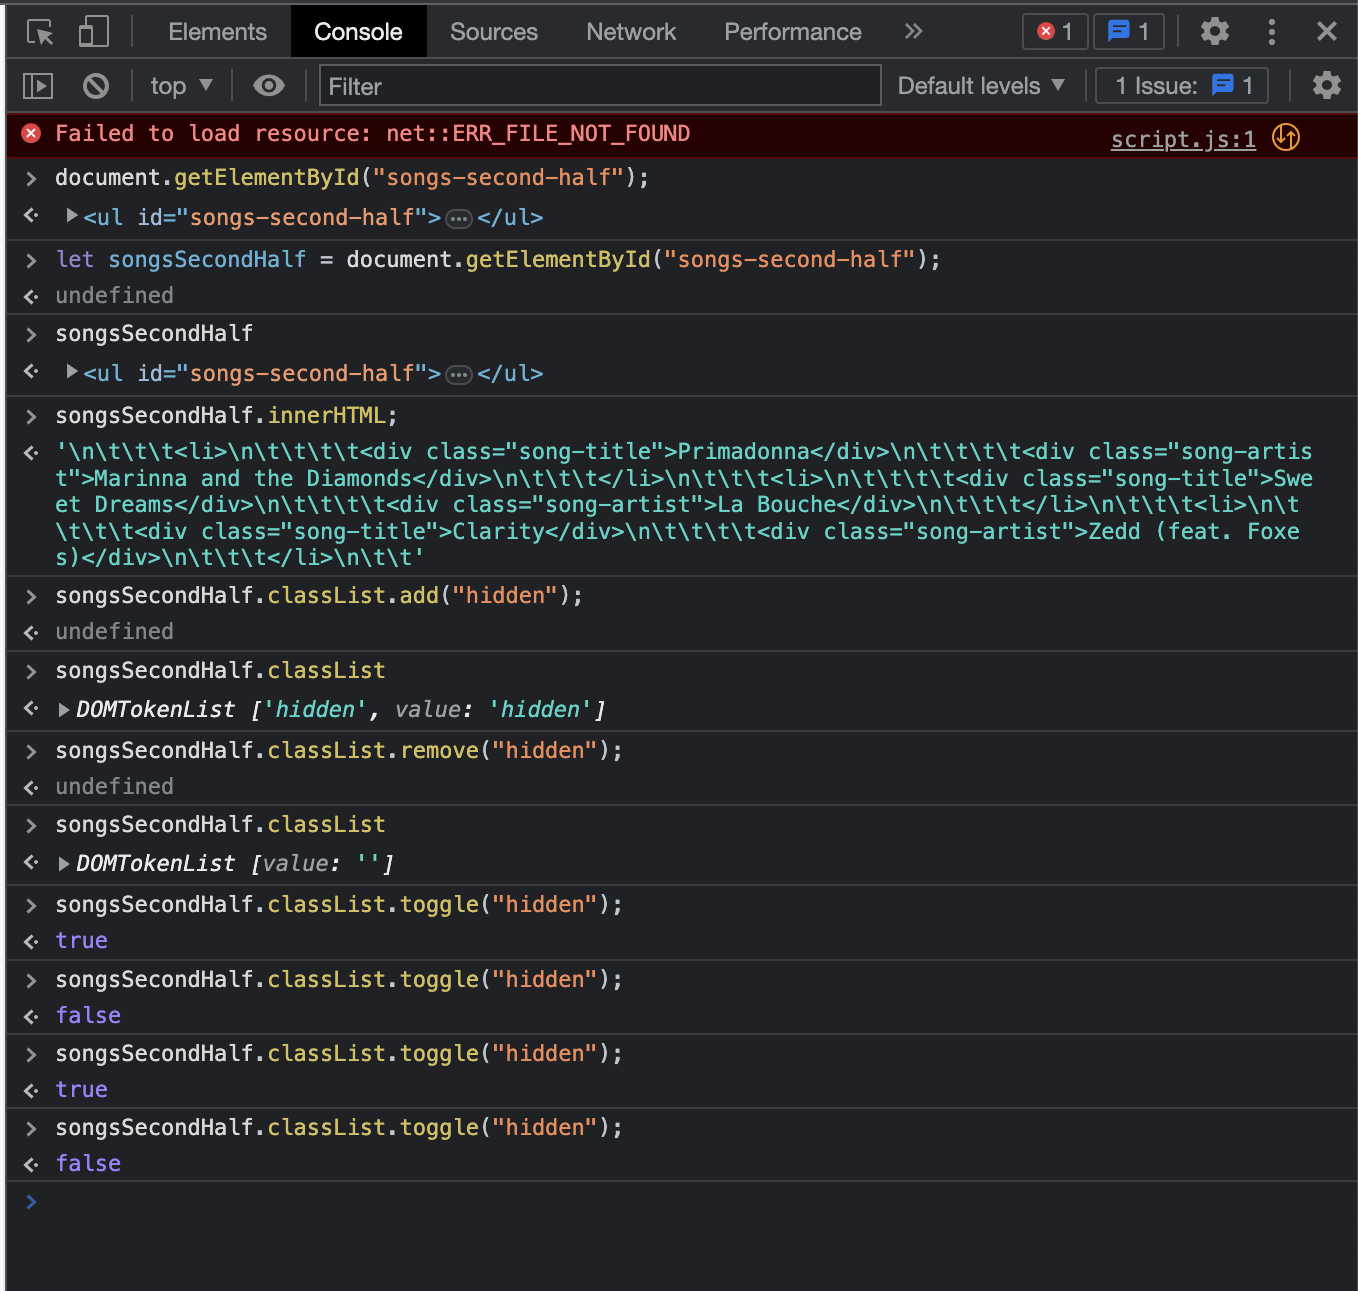 Elements Console Sources Network Performance » 1 1
top ▼ Filter Default levels ▼ 1 Issue: 1
Failed to load resource: net::ERR_FILE_NOT_FOUND script.js:1
> document.getElementById("songs-second-half");
<· ▶<ul id="songs-second-half">…</ul>
> let songsSecondHalf = document.getElementById("songs-second-half");
<· undefined
> songsSecondHalf
<· ▶<ul id="songs-second-half">…</ul>
> songsSecondHalf.innerHTML;
<· '\n\t\t\t<li>\n\t\t\t\t<div class="song-title">Primadonna</div>\n\t\t\t\t<div class="song-artis
t">Marinna and the Diamonds</div>\n\t\t\t</li>\n\t\t\t<li>\n\t\t\t\t<div class="song-title">Swe
et Dreams</div>\n\t\t\t\t<div class="song-artist">La Bouche</div>\n\t\t\t</li>\n\t\t\t<li>\n\t
\t\t\t<div class="song-title">Clarity</div>\n\t\t\t\t<div class="song-artist">Zedd (feat. Foxe
s)</div>\n\t\t\t</li>\n\t\t'
> songsSecondHalf.classList.add("hidden");
<· undefined
> songsSecondHalf.classList
<· ▶DOMTokenList ['hidden', value: 'hidden']
> songsSecondHalf.classList.remove("hidden");
<· undefined
> songsSecondHalf.classList
<· ▶DOMTokenList [value: '']
> songsSecondHalf.classList.toggle("hidden");
<· true
> songsSecondHalf.classList.toggle("hidden");
<· false
> songsSecondHalf.classList.toggle("hidden");
<· true
> songsSecondHalf.classList.toggle("hidden");
<· false
>